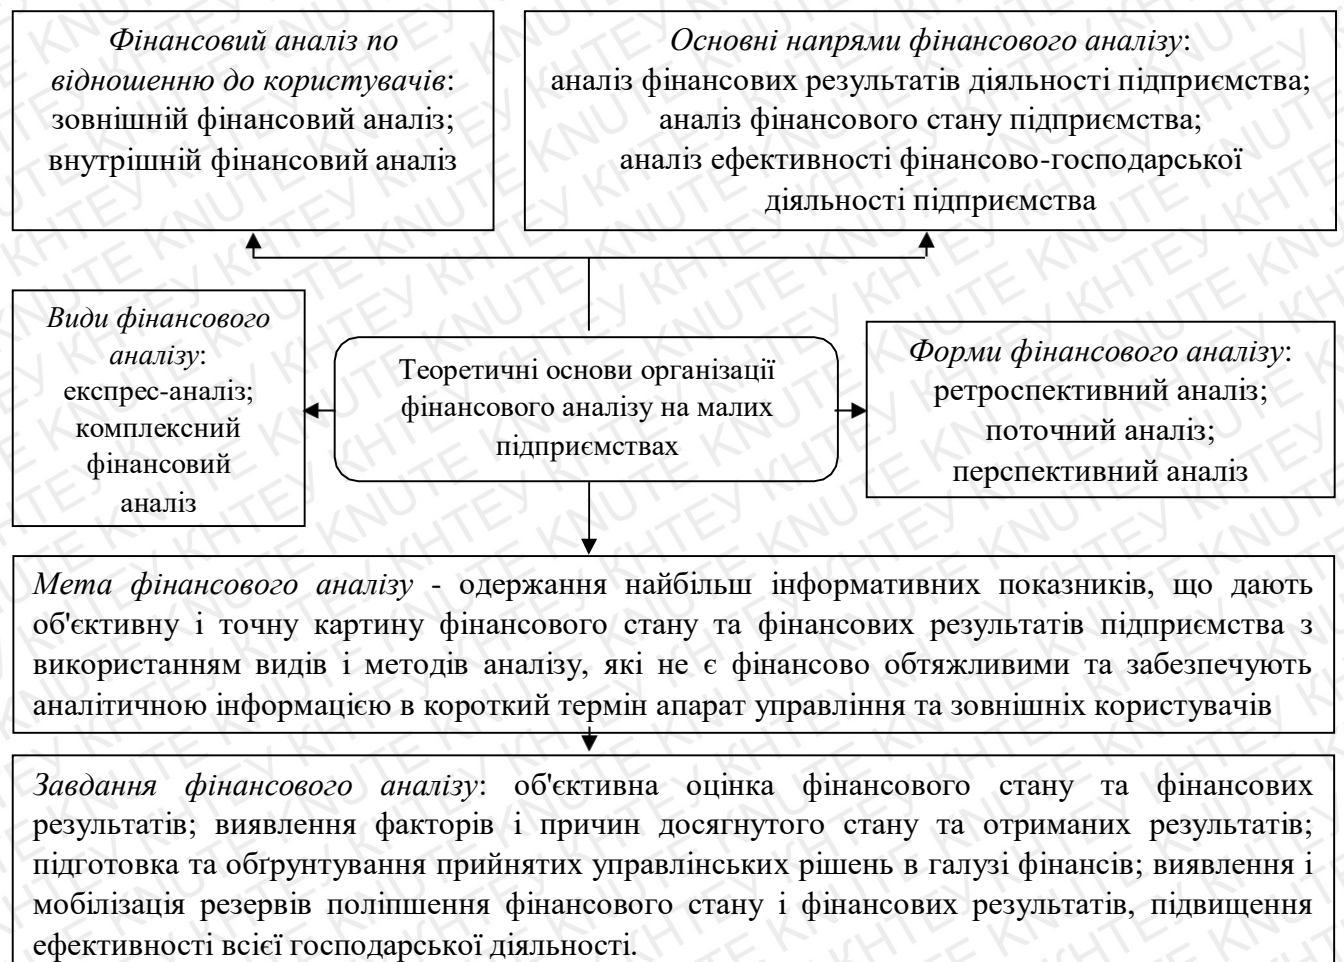 Фінансовий аналіз по
відношенню до користувачів:
зовнішній фінансовий аналіз;
внутрішній фінансовий аналіз
Основні напрями фінансового аналізу:
аналіз фінансових результатів діяльності підприємства;
аналіз фінансового стану підприємства;
аналіз ефективності фінансово-господарської
діяльності підприємства
Види фінансового
аналізу:
експрес-аналіз;
комплексний
фінансовий
аналіз
Теоретичні основи організації
фінансового аналізу на малих
підприємствах
Форми фінансового аналізу:
ретроспективний аналіз;
поточний аналіз;
перспективний аналіз
Мета фінансового аналізу - одержання найбільш інформативних показників, що дають
об'єктивну і точну картину фінансового стану та фінансових результатів підприємства з
використанням видів і методів аналізу, які не є фінансово обтяжливими та забезпечують
аналітичною інформацією в короткий термін апарат управління та зовнішніх користувачів
Завдання фінансового аналізу: об'єктивна оцінка фінансового стану та фінансових
результатів; виявлення факторів і причин досягнутого стану та отриманих результатів;
підготовка та обґрунтування прийнятих управлінських рішень в галузі фінансів; виявлення і
мобілізація резервів поліпшення фінансового стану і фінансових результатів, підвищення
ефективності всієї господарської діяльності.